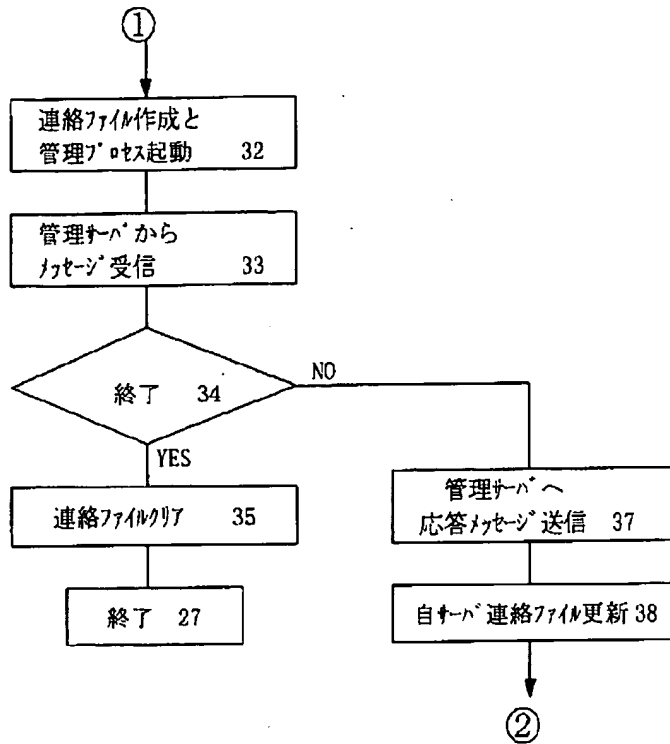 ①
連絡ファイル作成と
管理プロセス起動 32
管理サーバから
メッセージ受信 33
終了 34
NO
YES
連絡ファイルクリア 35
終了 27
管理サーバへ
応答メッセージ送信 37
自サーバ連絡ファイル更新 38
②